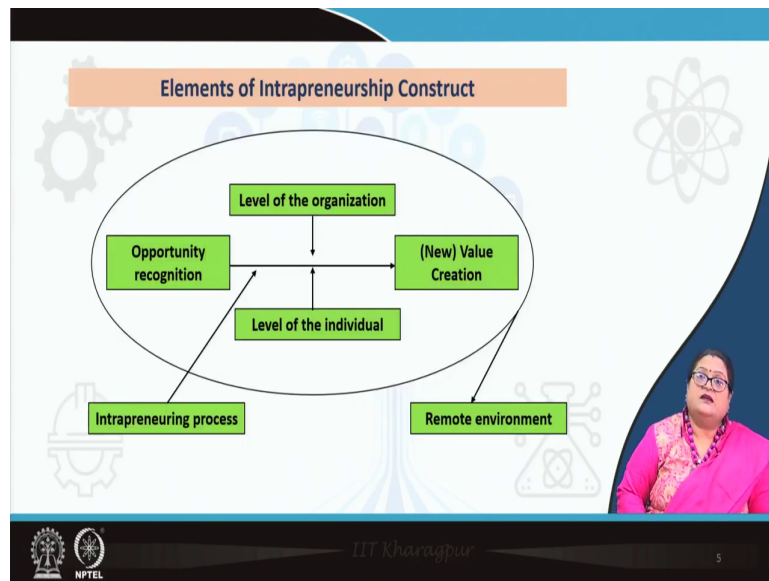 Elements of Intrapreneurship Construct
Level of the organization
Opportunity
recognition
(New) Value
Creation
Level of the individual
Intrapreneuring process
Remote environment
NPTEL
IIT Kharagpur
5